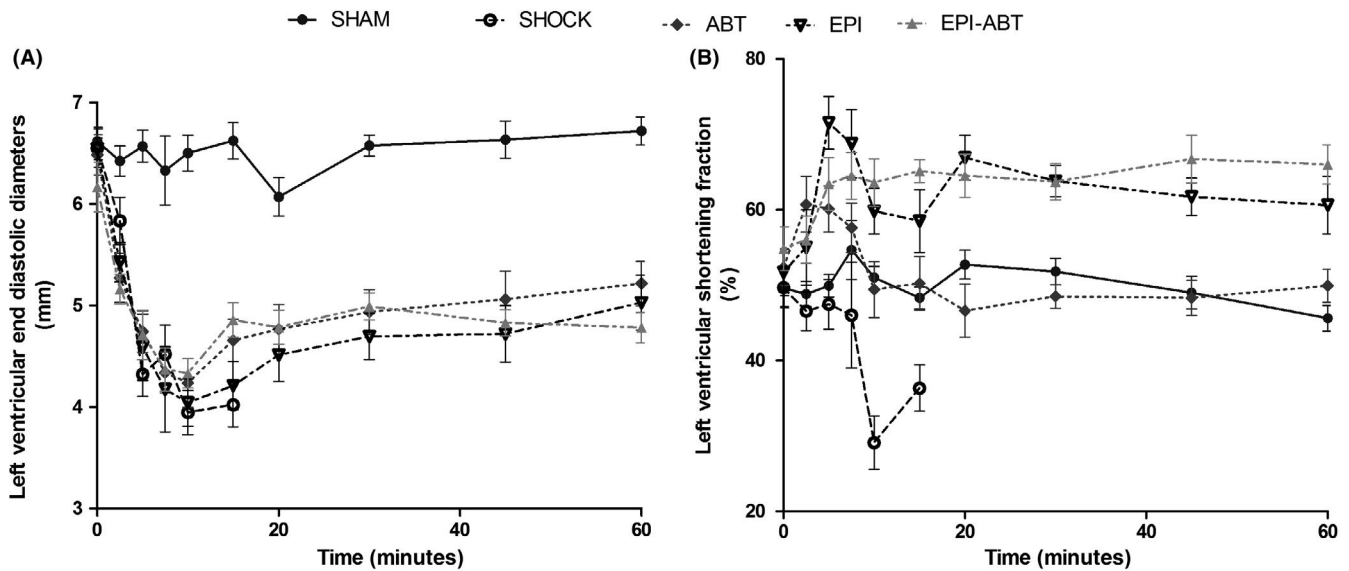 SHAM SHOCK ABT EPI EPI-ABT
(A)
Left ventricular end diastolic diameters
(mm)
7
6
5
4
3
0 20 40 60
Time (minutes)
(B)
Left ventricular shortening fraction
(%)
80
60
40
20
0 20 40 60
Time (minutes)